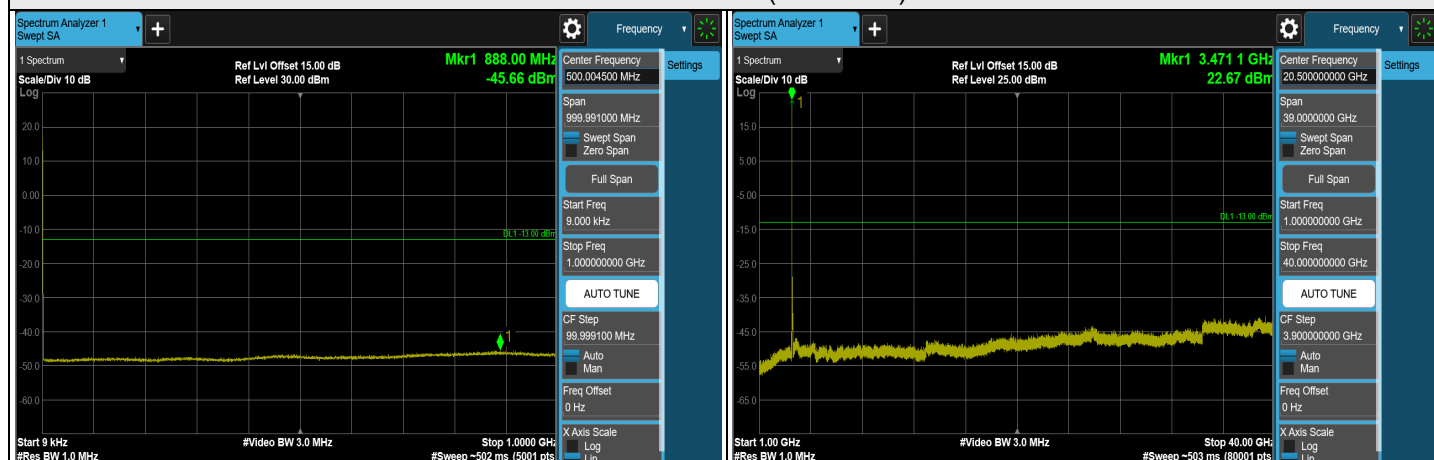 Spectrum Analyzer 1
Swept SA
+
Frequency
1 Spectrum
Scale/Div 10 dB
Log
Ref Lvl Offset 15.00 dB
Ref Level 30.00 dBm
Mkr1 888.00 MHz
-45.66 dBm
Center Frequency
500.004500 MHz
Settings
Span
999.991000 MHz
Swept Span
Zero Span
Full Span
Start Freq
9.000 kHz
Stop Freq
1.000000000 GHz
AUTO TUNE
CF Step
99.999100 MHz
Auto
Man
Freq Offset
0 Hz
X Axis Scale
Log
Lin
20.0
10.0
0.00
-10.0
-20.0
-30.0
-40.0
-50.0
-60.0
DL1 -13.00 dBm
1
Start 9 kHz
#Video BW 3.0 MHz
Stop 1.0000 GHz
#Res BW 1.0 MHz
#Sweep ~502 ms (5001 pts)
Spectrum Analyzer 1
Swept SA
+
Frequency
1 Spectrum
Scale/Div 10 dB
Log
Ref Lvl Offset 15.00 dB
Ref Level 25.00 dBm
Mkr1 3.471 1 GHz
22.67 dBm
Center Frequency
20.500000000 GHz
Settings
Span
39.0000000 GHz
Swept Span
Zero Span
Full Span
Start Freq
1.000000000 GHz
Stop Freq
40.000000000 GHz
AUTO TUNE
CF Step
3.900000000 GHz
Auto
Man
Freq Offset
0 Hz
X Axis Scale
Log
Lin
15.0
5.00
-5.00
-15.0
-25.0
-35.0
-45.0
-55.0
-65.0
DL1 -13.00 dBm
1
Start 1.00 GHz
#Video BW 3.0 MHz
Stop 40.00 GHz
#Res BW 1.0 MHz
#Sweep ~503 ms (80001 pts)